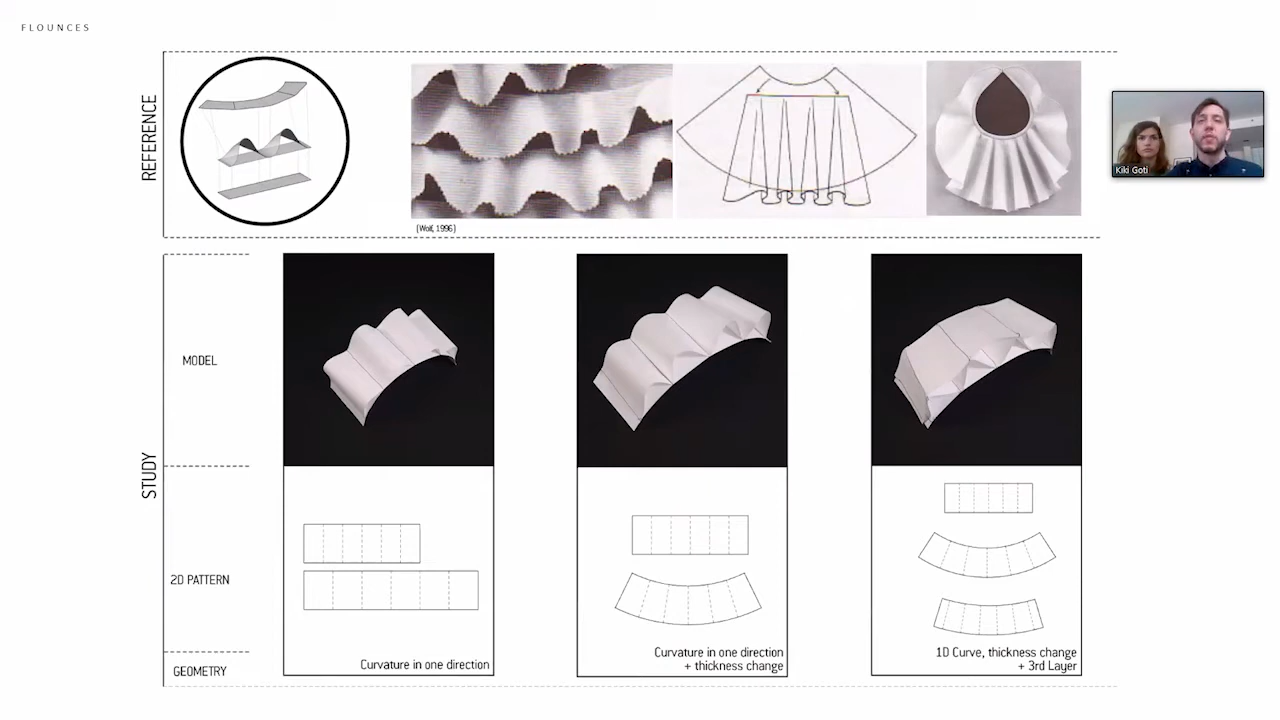 FLOUNCES
REFERENCE
(Wolf, 1996)
Kiki Goti
STUDY
MODEL
2D PATTERN
GEOMETRY
Curvature in one direction
Curvature in one direction
+ thickness change
1D Curve, thickness change
+ 3rd Layer